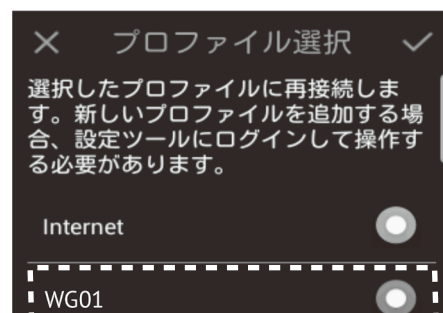 プロファイル選択
選択したプロファイルに再接続しま
す。新しいプロファイルを追加する場
合、設定ツールにログインして操作す
る必要があります。
Internet
WG01